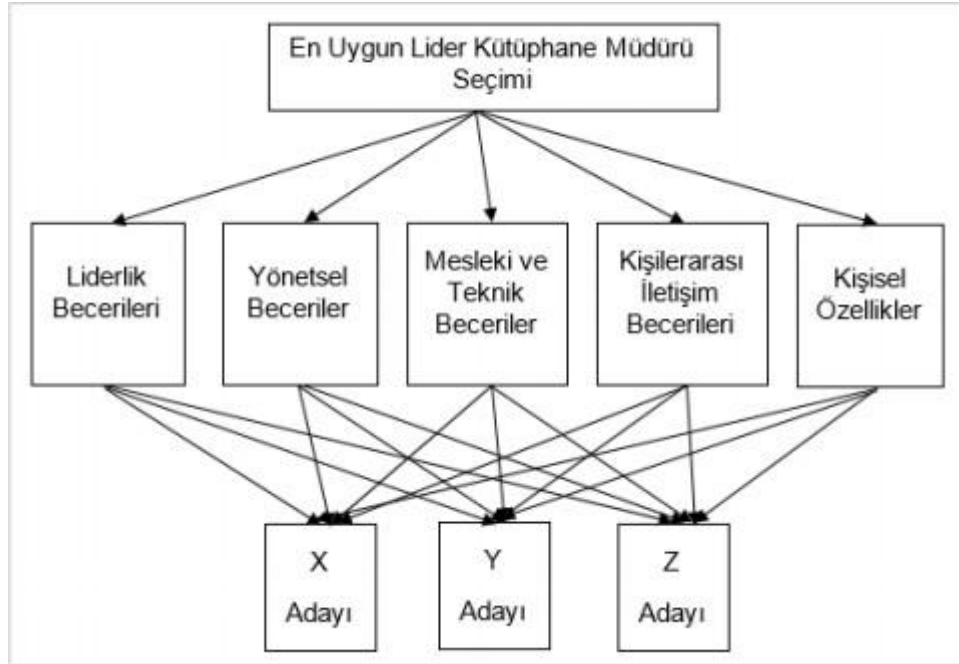 En Uygun Lider Kütüphane Müdürü
Seçimi
Liderlik
Becerileri
Yönetsel
Beceriler
Mesleki ve
Teknik
Beceriler
Kişilerarası
İletişim
Becerileri
Kişisel
Özellikler
X
Adayı
Y
Adayı
Z
Adayı